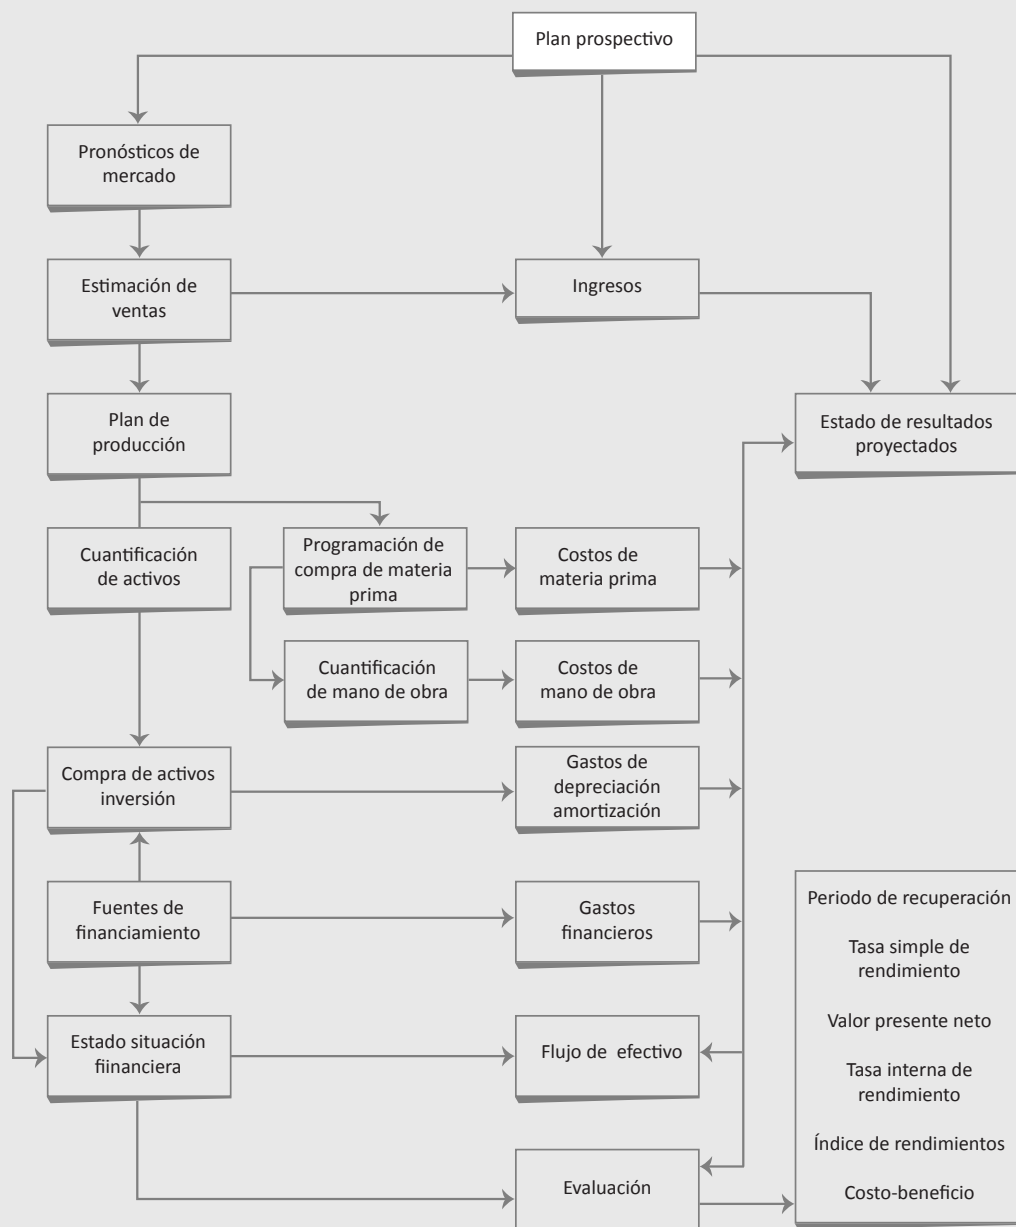 Plan prospectivo
Pronósticos de
mercado
Estimación de
ventas
Ingresos
Plan de
producción
Estado de resultados
proyectados
Cuantificación
de activos
Programación de
compra de materia
prima
Costos de
materia prima
Cuantificación
de mano de obra
Costos de
mano de obra
Compra de activos
inversión
Gastos de
depreciación
amortización
Fuentes de
financiamiento
Gastos
financieros
Estado situación
fiinanciera
Flujo de efectivo
Evaluación
Periodo de recuperación
Tasa simple de
rendimiento
Valor presente neto
Tasa interna de
rendimiento
Índice de rendimientos
Costo-beneficio